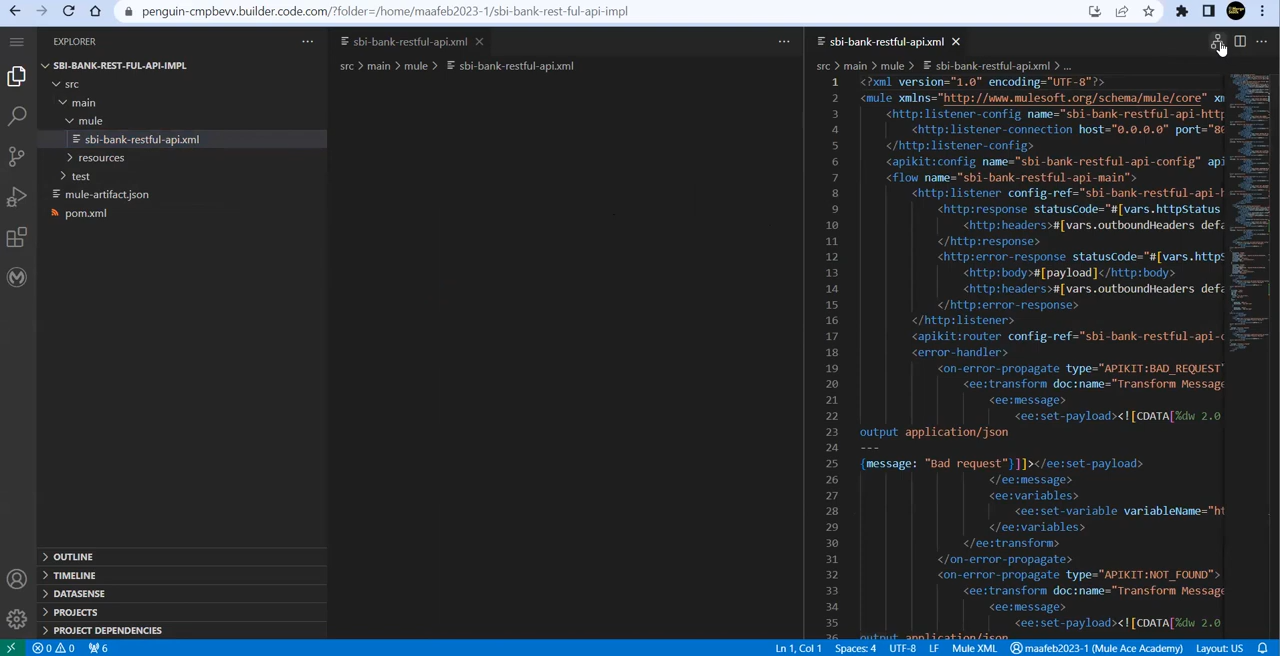 penguin-cmpbevv.builder.code.com/?folder=/home/maafeb2023-1/sbi-bank-rest-ful-api-impl
EXPLORER
SBI-BANK-REST-FUL-API-IMPL
src
main
mule
sbi-bank-restful-api.xml
resources
test
mule-artifact.json
pom.xml
OUTLINE
TIMELINE
DATASENSE
PROJECTS
PROJECT DEPENDENCIES
sbi-bank-restful-api.xml
src > main > mule > sbi-bank-restful-api.xml
sbi-bank-restful-api.xml
src > main > mule > sbi-bank-restful-api.xml > ...
1 <?xml version="1.0" encoding="UTF-8"?>
2 <mule xmlns="http://www.mulesoft.org/schema/mule/core" xm
3 <http:listener-config name="sbi-bank-restful-api-http
4 <http:listener-connection host="0.0.0.0" port="80
5 </http:listener-config>
6 <apikit:config name="sbi-bank-restful-api-config" api
7 <flow name="sbi-bank-restful-api-main">
8 <http:listener config-ref="sbi-bank-restful-api-h
9 <http:response statusCode="#[vars.httpStatus
10 <http:headers>#[vars.outboundHeaders defa
11 </http:response>
12 <http:error-response statusCode="#[vars.httpS
13 <http:body>#[payload]</http:body>
14 <http:headers>#[vars.outboundHeaders defa
15 </http:error-response>
16 </http:listener>
17 <apikit:router config-ref="sbi-bank-restful-api-c
18 <error-handler>
19 <on-error-propagate type="APIKIT:BAD_REQUEST"
20 <ee:transform doc:name="Transform Message
21 <ee:message>
22 <ee:set-payload><![CDATA[%dw 2.0
23 output application/json
24 ---
25 {message: "Bad request"}]]></ee:set-payload>
26 </ee:message>
27 <ee:variables>
28 <ee:set-variable variableName="ht
29 </ee:variables>
30 </ee:transform>
31 </on-error-propagate>
32 <on-error-propagate type="APIKIT:NOT_FOUND">
33 <ee:transform doc:name="Transform Message
34 <ee:message>
35 <ee:set-payload><![CDATA[%dw 2.0
output application/json
0 0 6
Ln 1, Col 1 Spaces: 4 UTF-8 LF Mule XML maafeb2023-1 (Mule Ace Academy) Layout: US